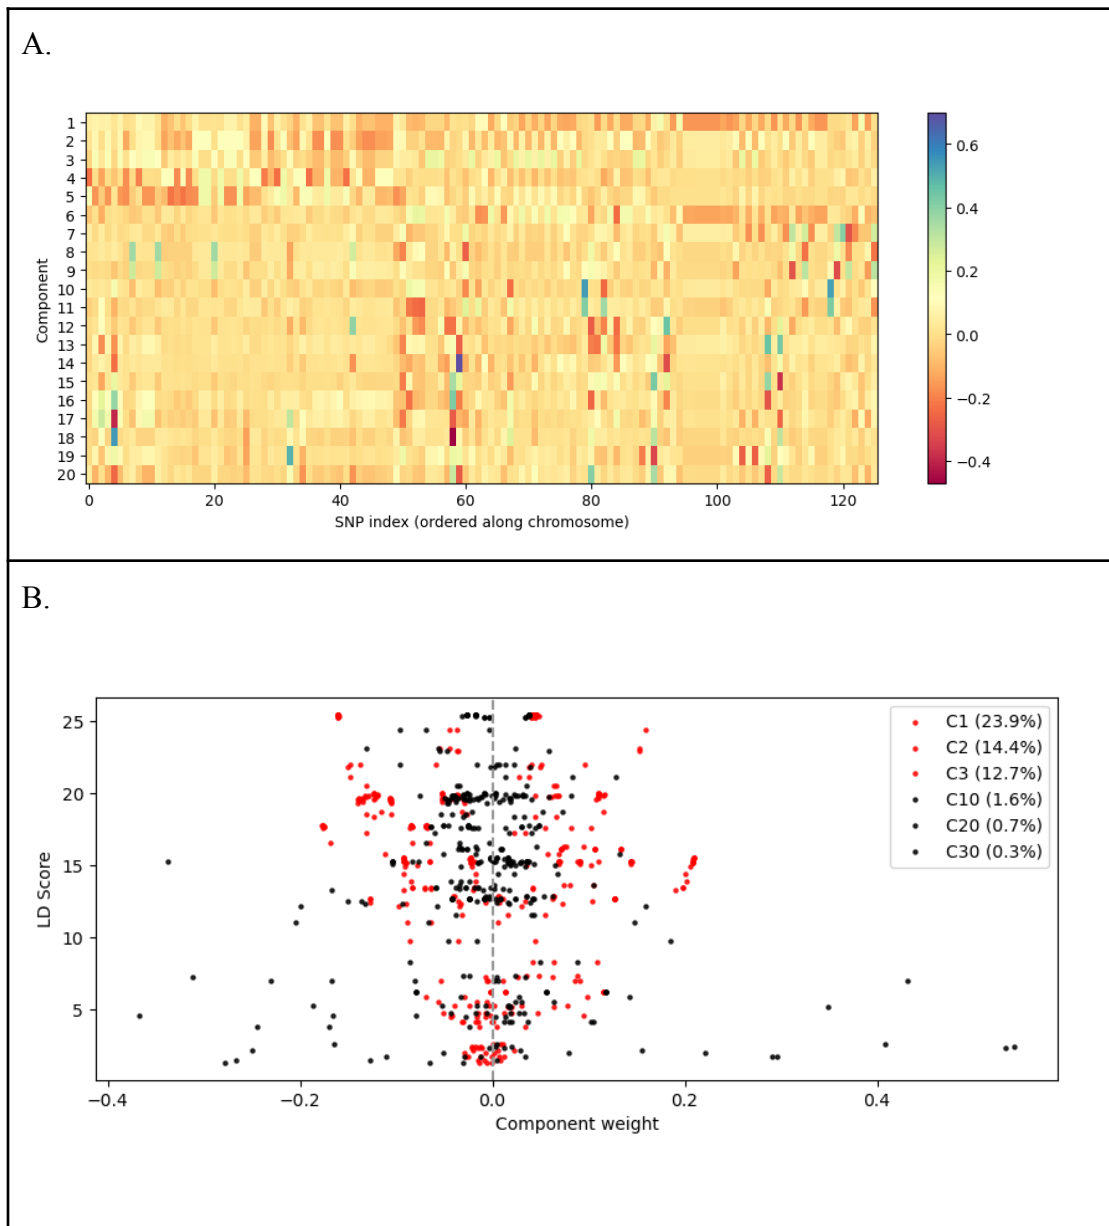 A.
1
2
3
4
5
6
7
8
9
10
11
12
13
14
15
16
17
18
19
20
Component
0 20 40 60 80 100 120
SNP index (ordered along chromosome)
0.6
0.4
0.2
0.0
−0.2
−0.4
B.
25
20
15
10
5
LD Score
C1 (23.9%)
C2 (14.4%)
C3 (12.7%)
C10 (1.6%)
C20 (0.7%)
C30 (0.3%)
−0.4 −0.2 0.0 0.2 0.4
Component weight